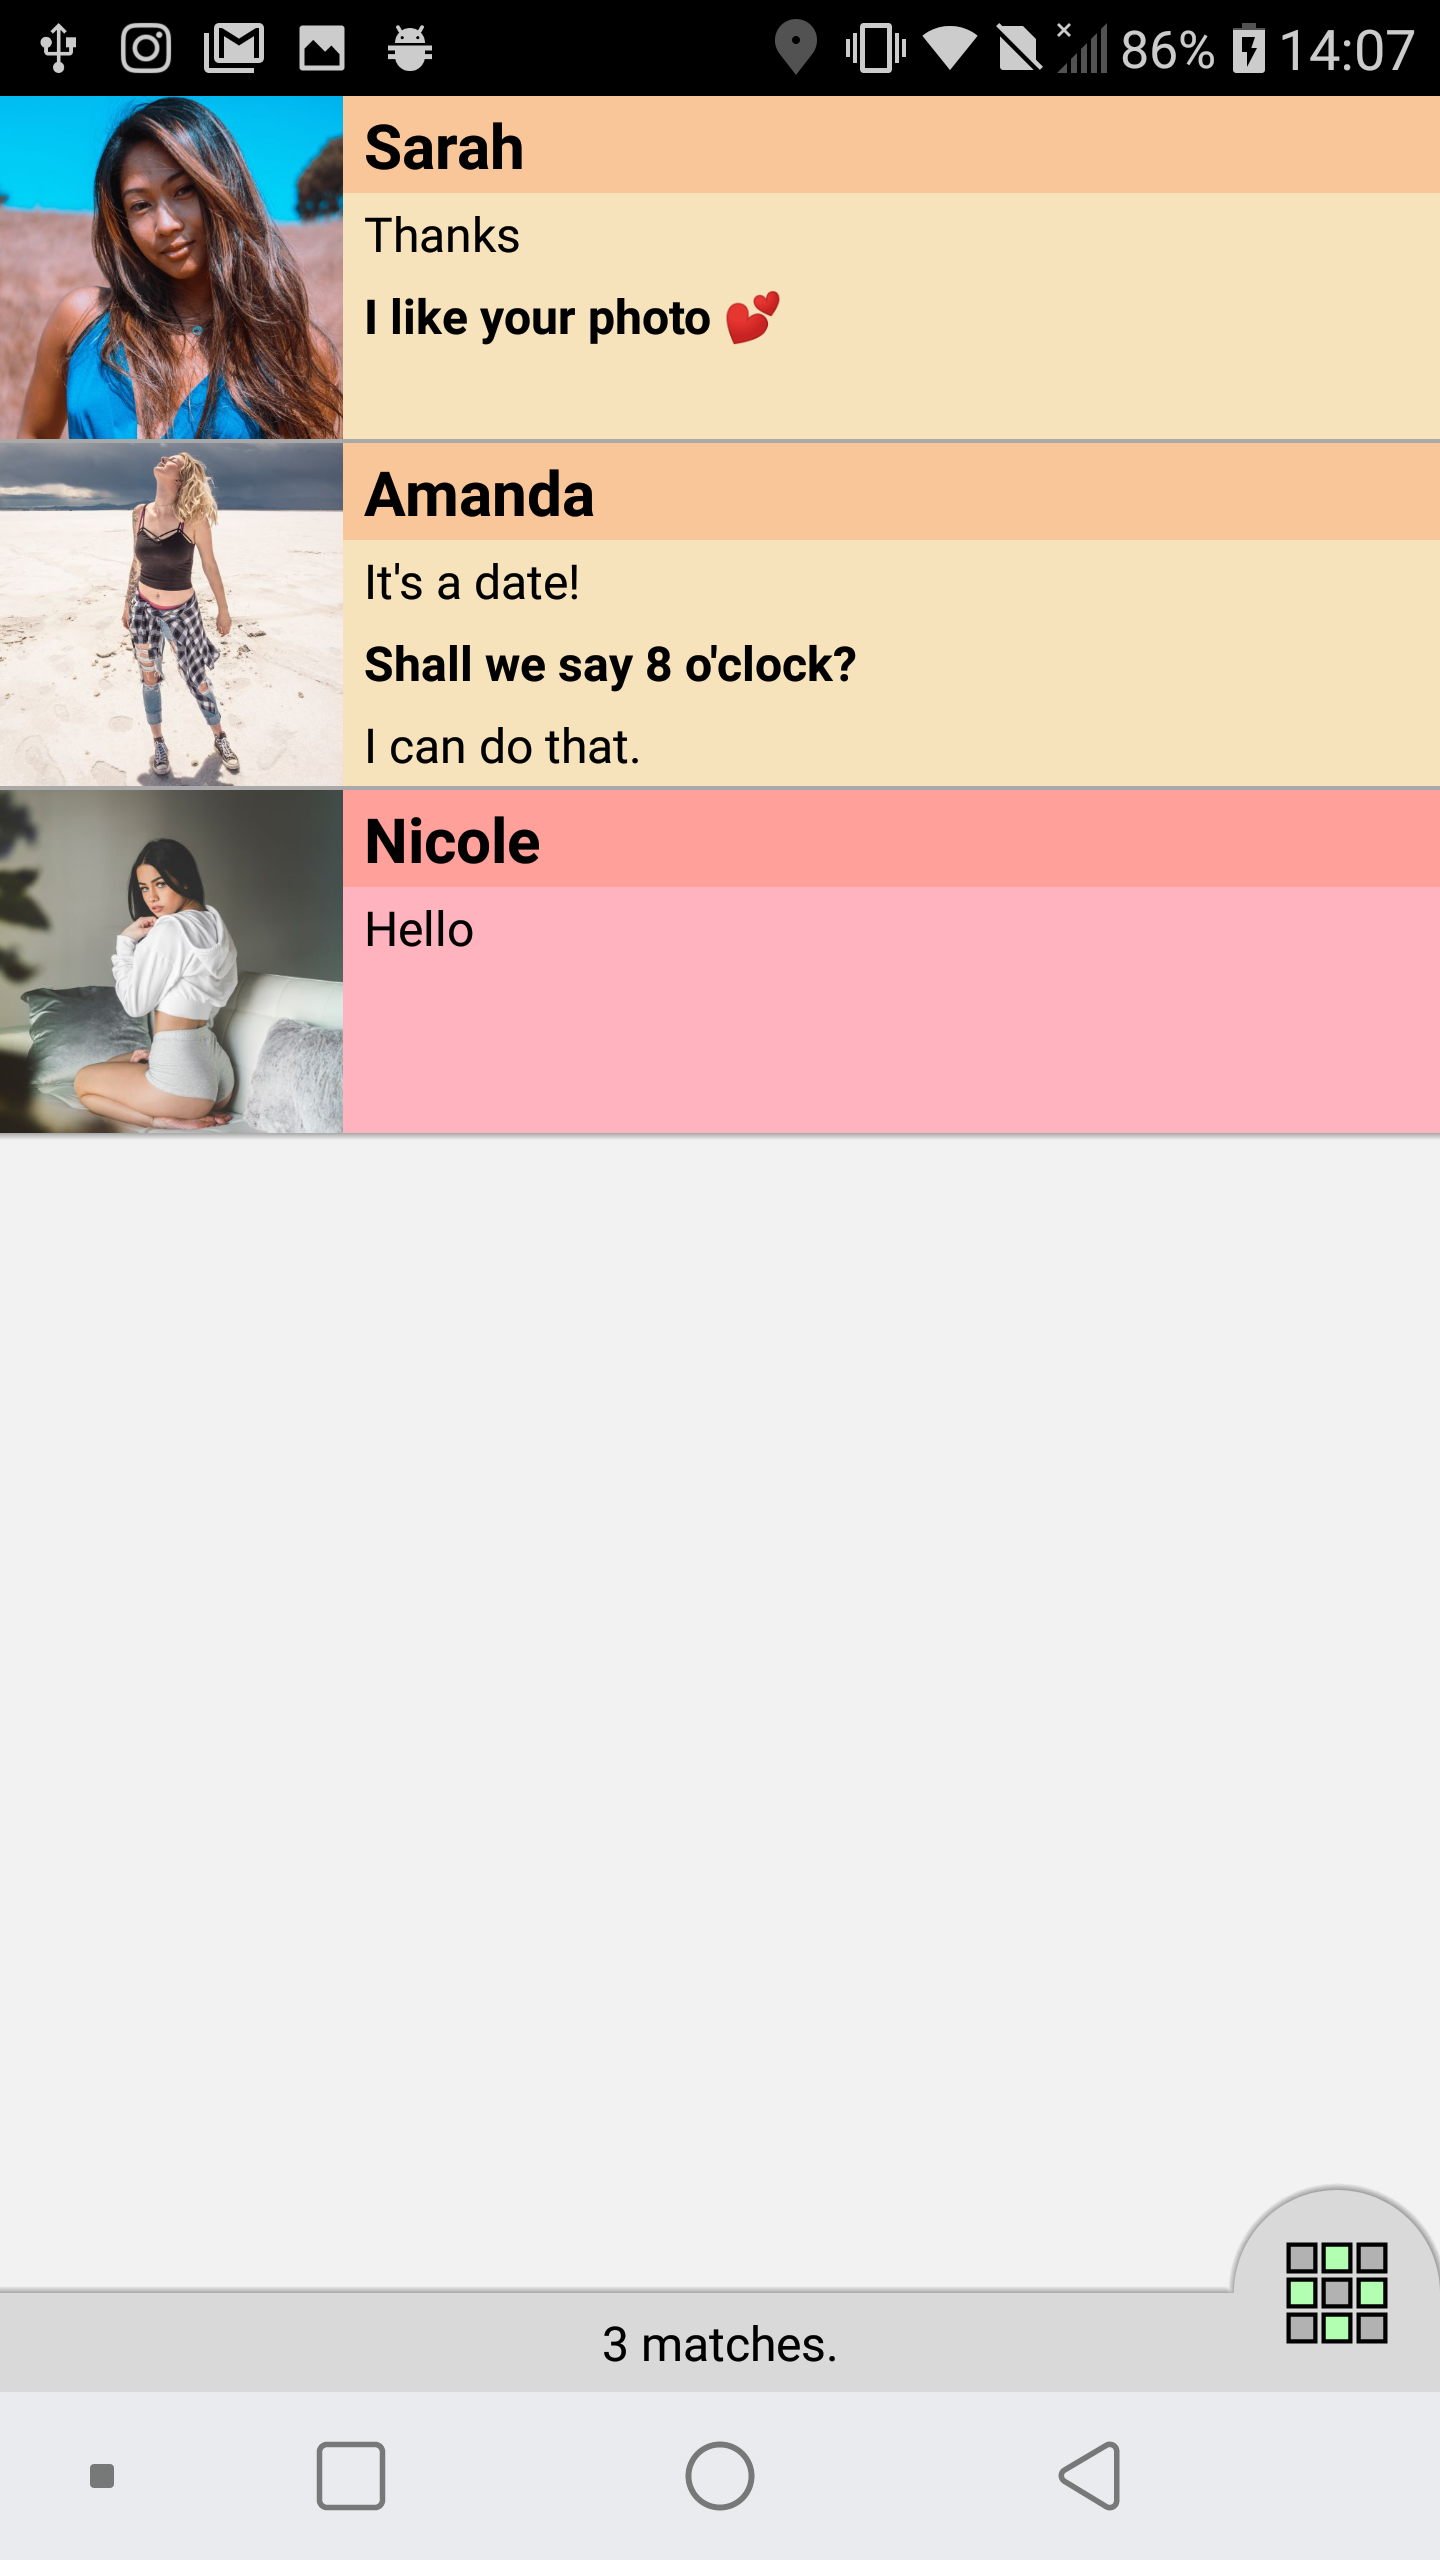 86% 14:07
Sarah
Thanks
I like your photo 💕
Amanda
It's a date!
Shall we say 8 o'clock?
I can do that.
Nicole
Hello
3 matches.